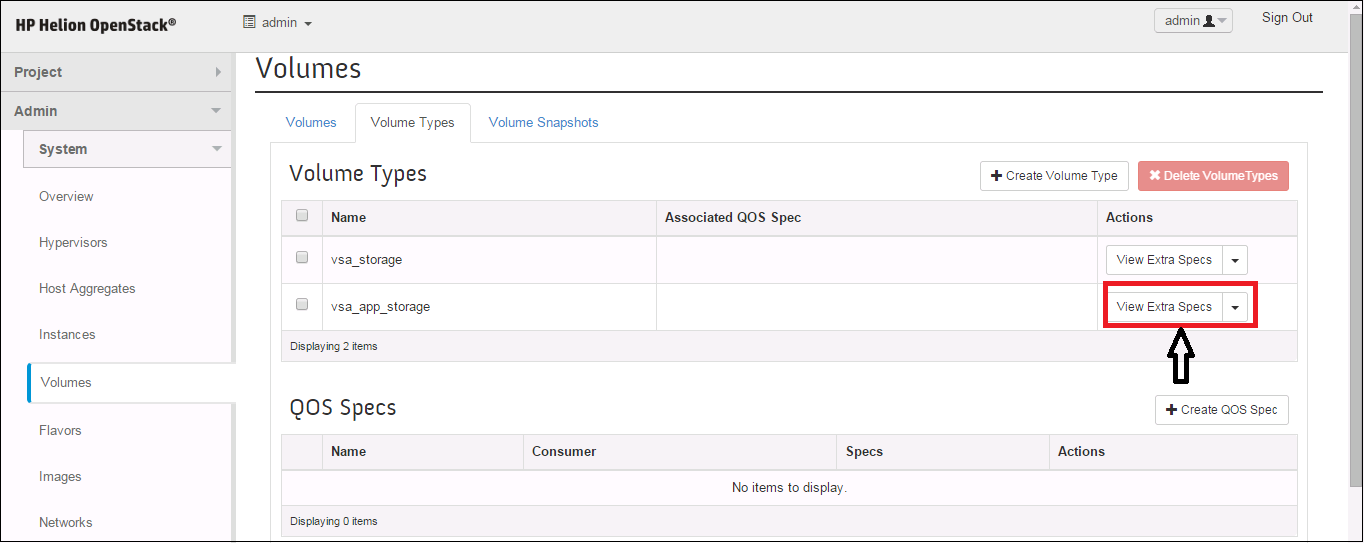 HP Helion OpenStack®
admin
admin
Sign Out
Project
Admin
System
Overview
Hypervisors
Host Aggregates
Instances
Volumes
Flavors
Images
Networks
Volumes
Volumes
Volume Types
Volume Snapshots
Volume Types
Create Volume Type
Delete VolumeTypes
Name
Associated QOS Spec
Actions
vsa_storage
View Extra Specs
vsa_app_storage
View Extra Specs
Displaying 2 items
QOS Specs
Create QOS Spec
Name
Consumer
Specs
Actions
No items to display.
Displaying 0 items